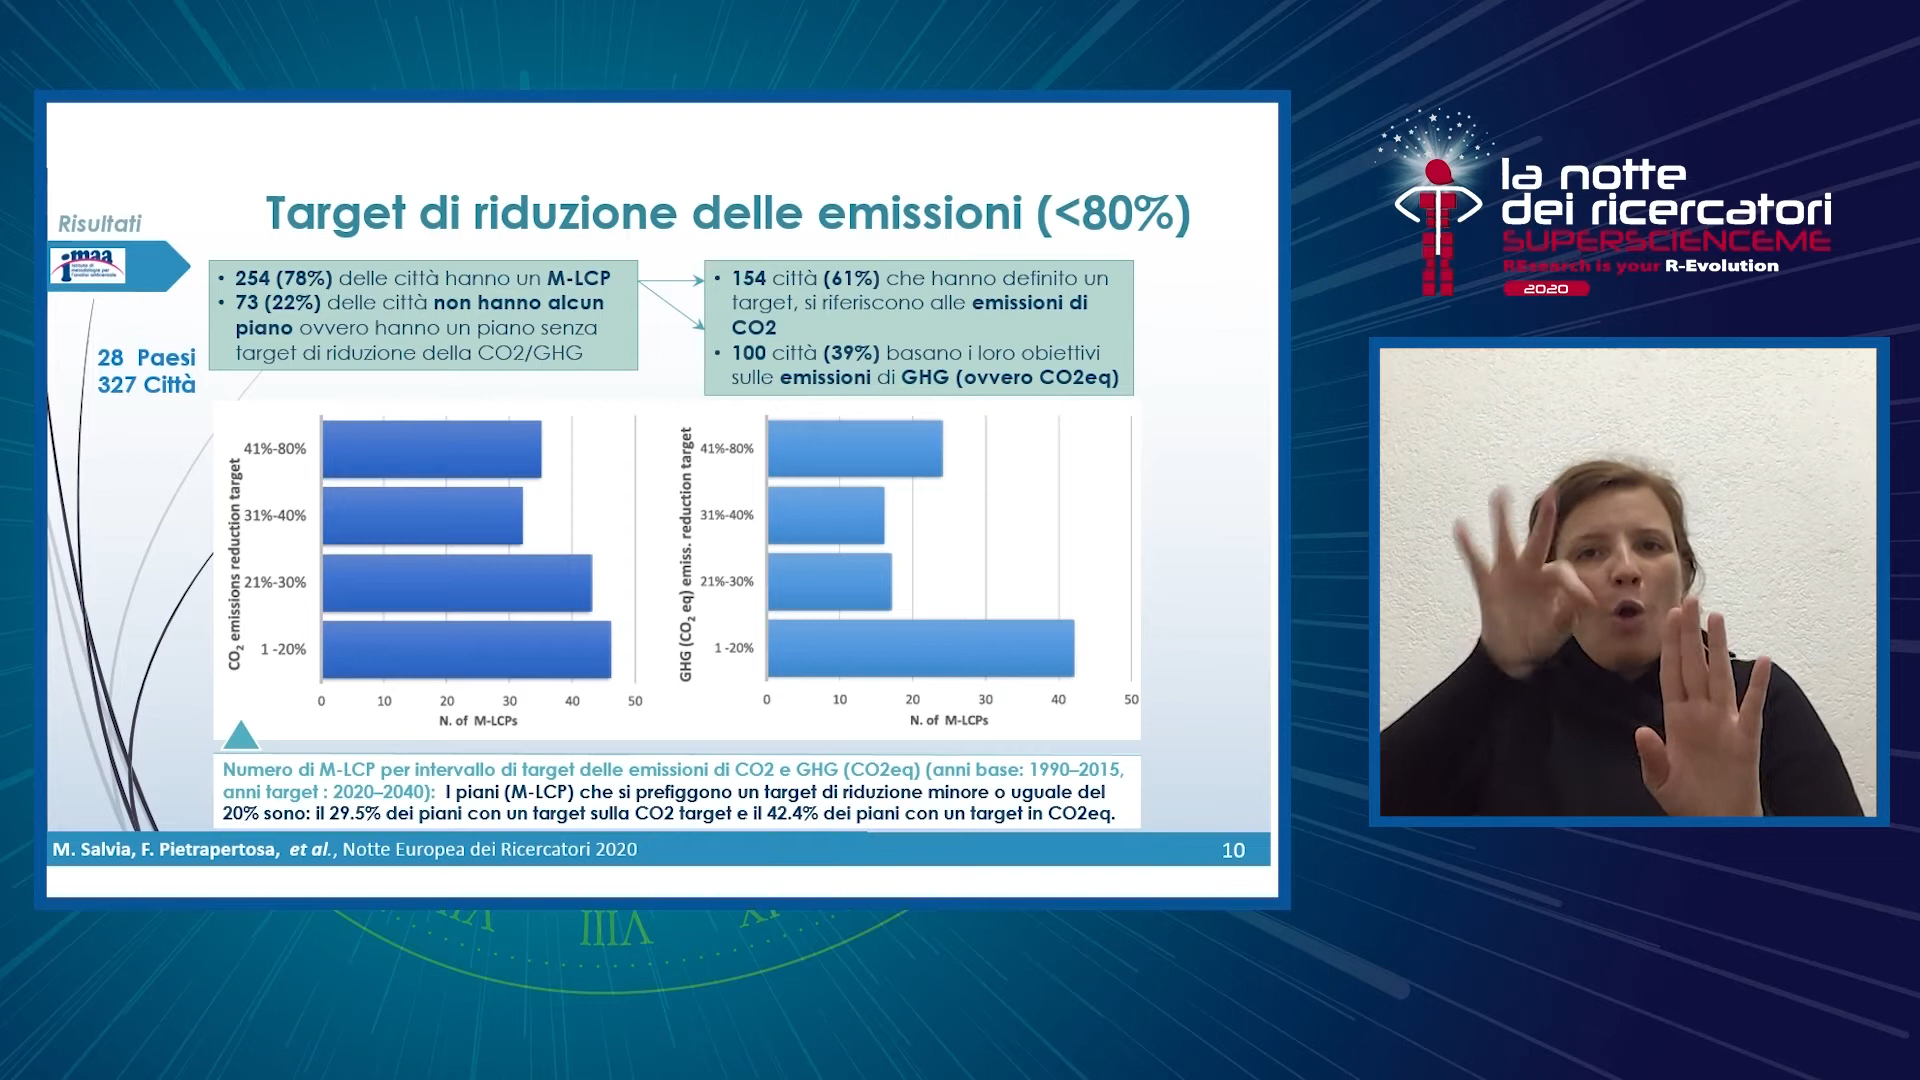 Risultati
Target di riduzione delle emissioni (<80%)
imaa
• 254 (78%) delle città hanno un M-LCP
• 73 (22%) delle città non hanno alcun
piano ovvero hanno un piano senza
target di riduzione della CO2/GHG
• 154 città (61%) che hanno definito un
target, si riferiscono alle emissioni di
CO2
• 100 città (39%) basano i loro obiettivi
sulle emissioni di GHG (ovvero CO2eq)
28 Paesi
327 Città
CO₂ emissions reduction target
41%-80%
31%-40%
21%-30%
1 -20%
0 10 20 30 40 50
N. of M-LCPs
GHG (CO₂ eq) emiss. reduction target
41%-80%
31%-40%
21%-30%
1 -20%
0 10 20 30 40 50
N. of M-LCPs
Numero di M-LCP per intervallo di target delle emissioni di CO2 e GHG (CO2eq) (anni base: 1990–2015,
anni target : 2020–2040): I piani (M-LCP) che si prefiggono un target di riduzione minore o uguale del
20% sono: il 29.5% dei piani con un target sulla CO2 target e il 42.4% dei piani con un target in CO2eq.
M. Salvia, F. Pietrapertosa, et al., Notte Europea dei Ricercatori 2020
10
la notte
dei ricercatori
SUPERSCIENCEME
REsearch is your R-Evolution
2020
VIII